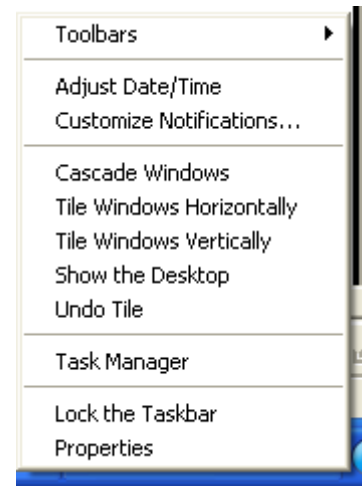 Toolbars
Adjust Date/Time
Customize Notifications...
Cascade Windows
Tile Windows Horizontally
Tile Windows Vertically
Show the Desktop
Undo Tile
Task Manager
Lock the Taskbar
Properties